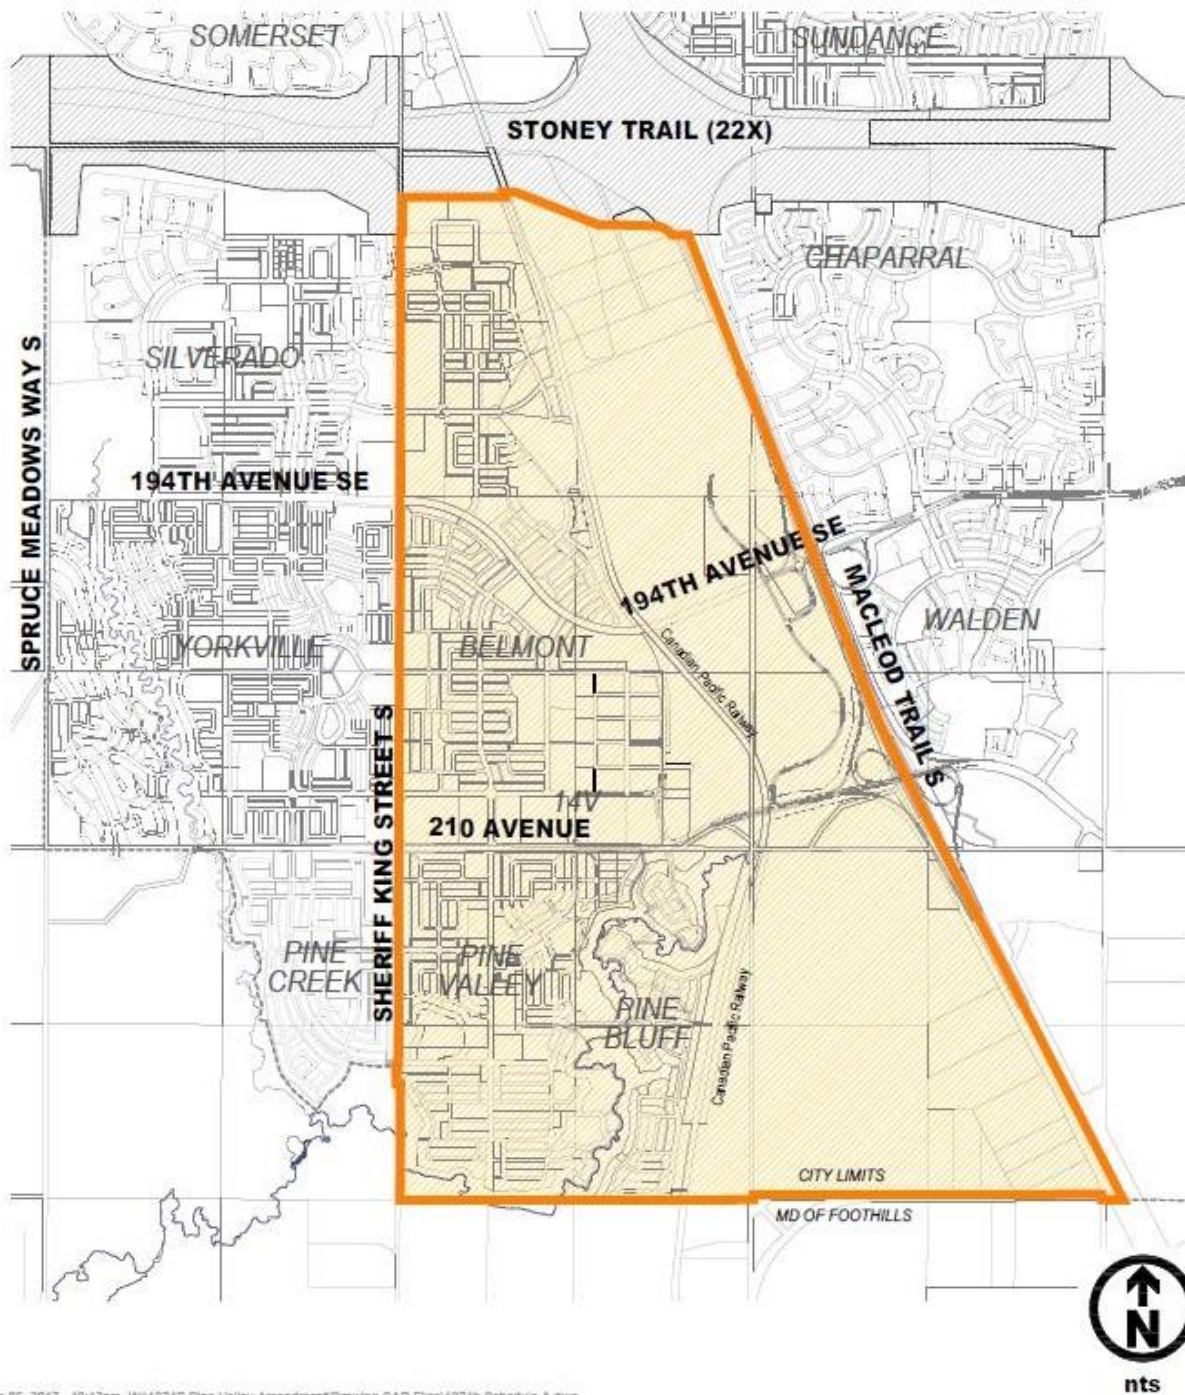 SOMERSET
SUNDANCE
STONEY TRAIL (22X)
CHAPARRAL
SPRUCE MEADOWS WAY S
SILVERADO
194TH AVENUE SE
194TH AVENUE SE
MACLEOD TRAIL S
WALDEN
YORKVILLE
BELMONT
Canadian Pacific Railway
SHERIFF KING STREET S
14V
210 AVENUE
PINE
CREEK
PINE
VALLEY
PINE
BLUFF
Canadian Pacific Railway
CITY LIMITS
MD OF FOOTHILLS
N
nts